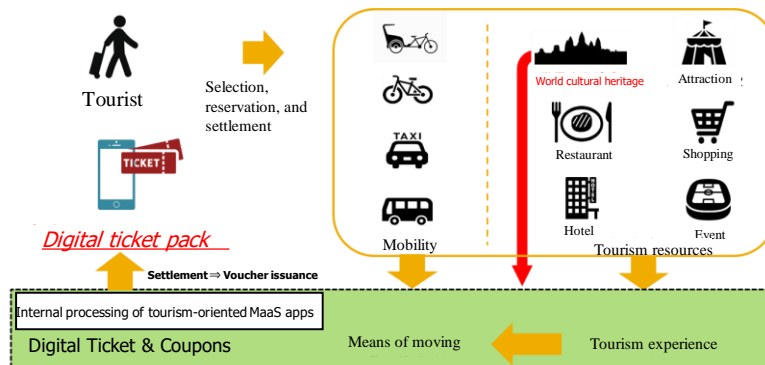 Tourist
Selection,
reservation, and
settlement
TICKET
Digital ticket pack
Settlement ⇒ Voucher issuance
TAXI
Mobility
World cultural heritage
Attraction
Restaurant
Shopping
Hotel
Event
Tourism resources
Internal processing of tourism-oriented MaaS apps
Digital Ticket & Coupons
Means of moving
Tourism experience